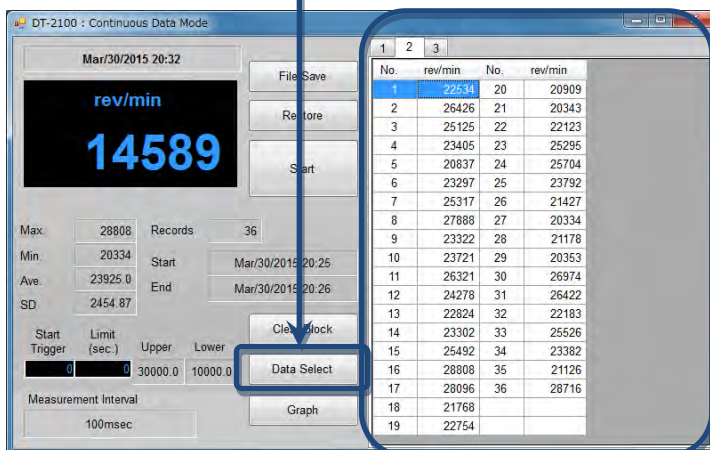 DT-2100 : Continuous Data Mode
Mar/30/2015 20:32
rev/min
14589
File Save
Restore
Start
Max. 28808 Records 36
Min. 20334 Start Mar/30/2015 20:25
Ave. 23925.0 End Mar/30/2015 20:26
SD 2454.87
Start Trigger Limit (sec.) Upper Lower
0 0 30000.0 10000.0
Measurement Interval
100msec
Clear Block
Data Select
Graph
1 2 3
No. rev/min No. rev/min
1 22534 20 20909
2 26426 21 20343
3 25125 22 22123
4 23405 23 25295
5 20837 24 25704
6 23297 25 23792
7 25317 26 21427
8 27888 27 20334
9 23322 28 21178
10 23721 29 20353
11 26321 30 26974
12 24278 31 26422
13 22824 32 22183
14 23302 33 25526
15 25492 34 23382
16 28808 35 21126
17 28096 36 28716
18 21768
19 22754